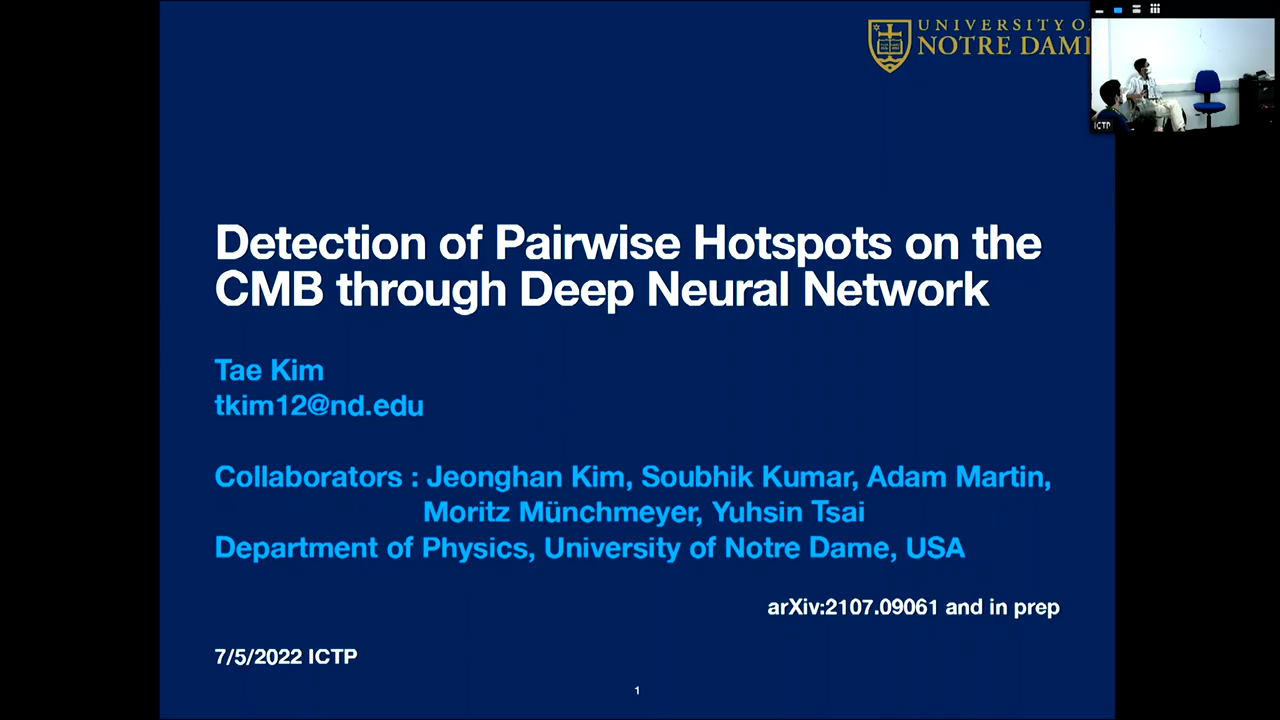 UNIVERSITY O
NOTRE DAME
ICTP
Detection of Pairwise Hotspots on the
CMB through Deep Neural Network
Tae Kim
tkim12@nd.edu
Collaborators : Jeonghan Kim, Soubhik Kumar, Adam Martin,
Moritz Münchmeyer, Yuhsin Tsai
Department of Physics, University of Notre Dame, USA
arXiv:2107.09061 and in prep
7/5/2022 ICTP
1